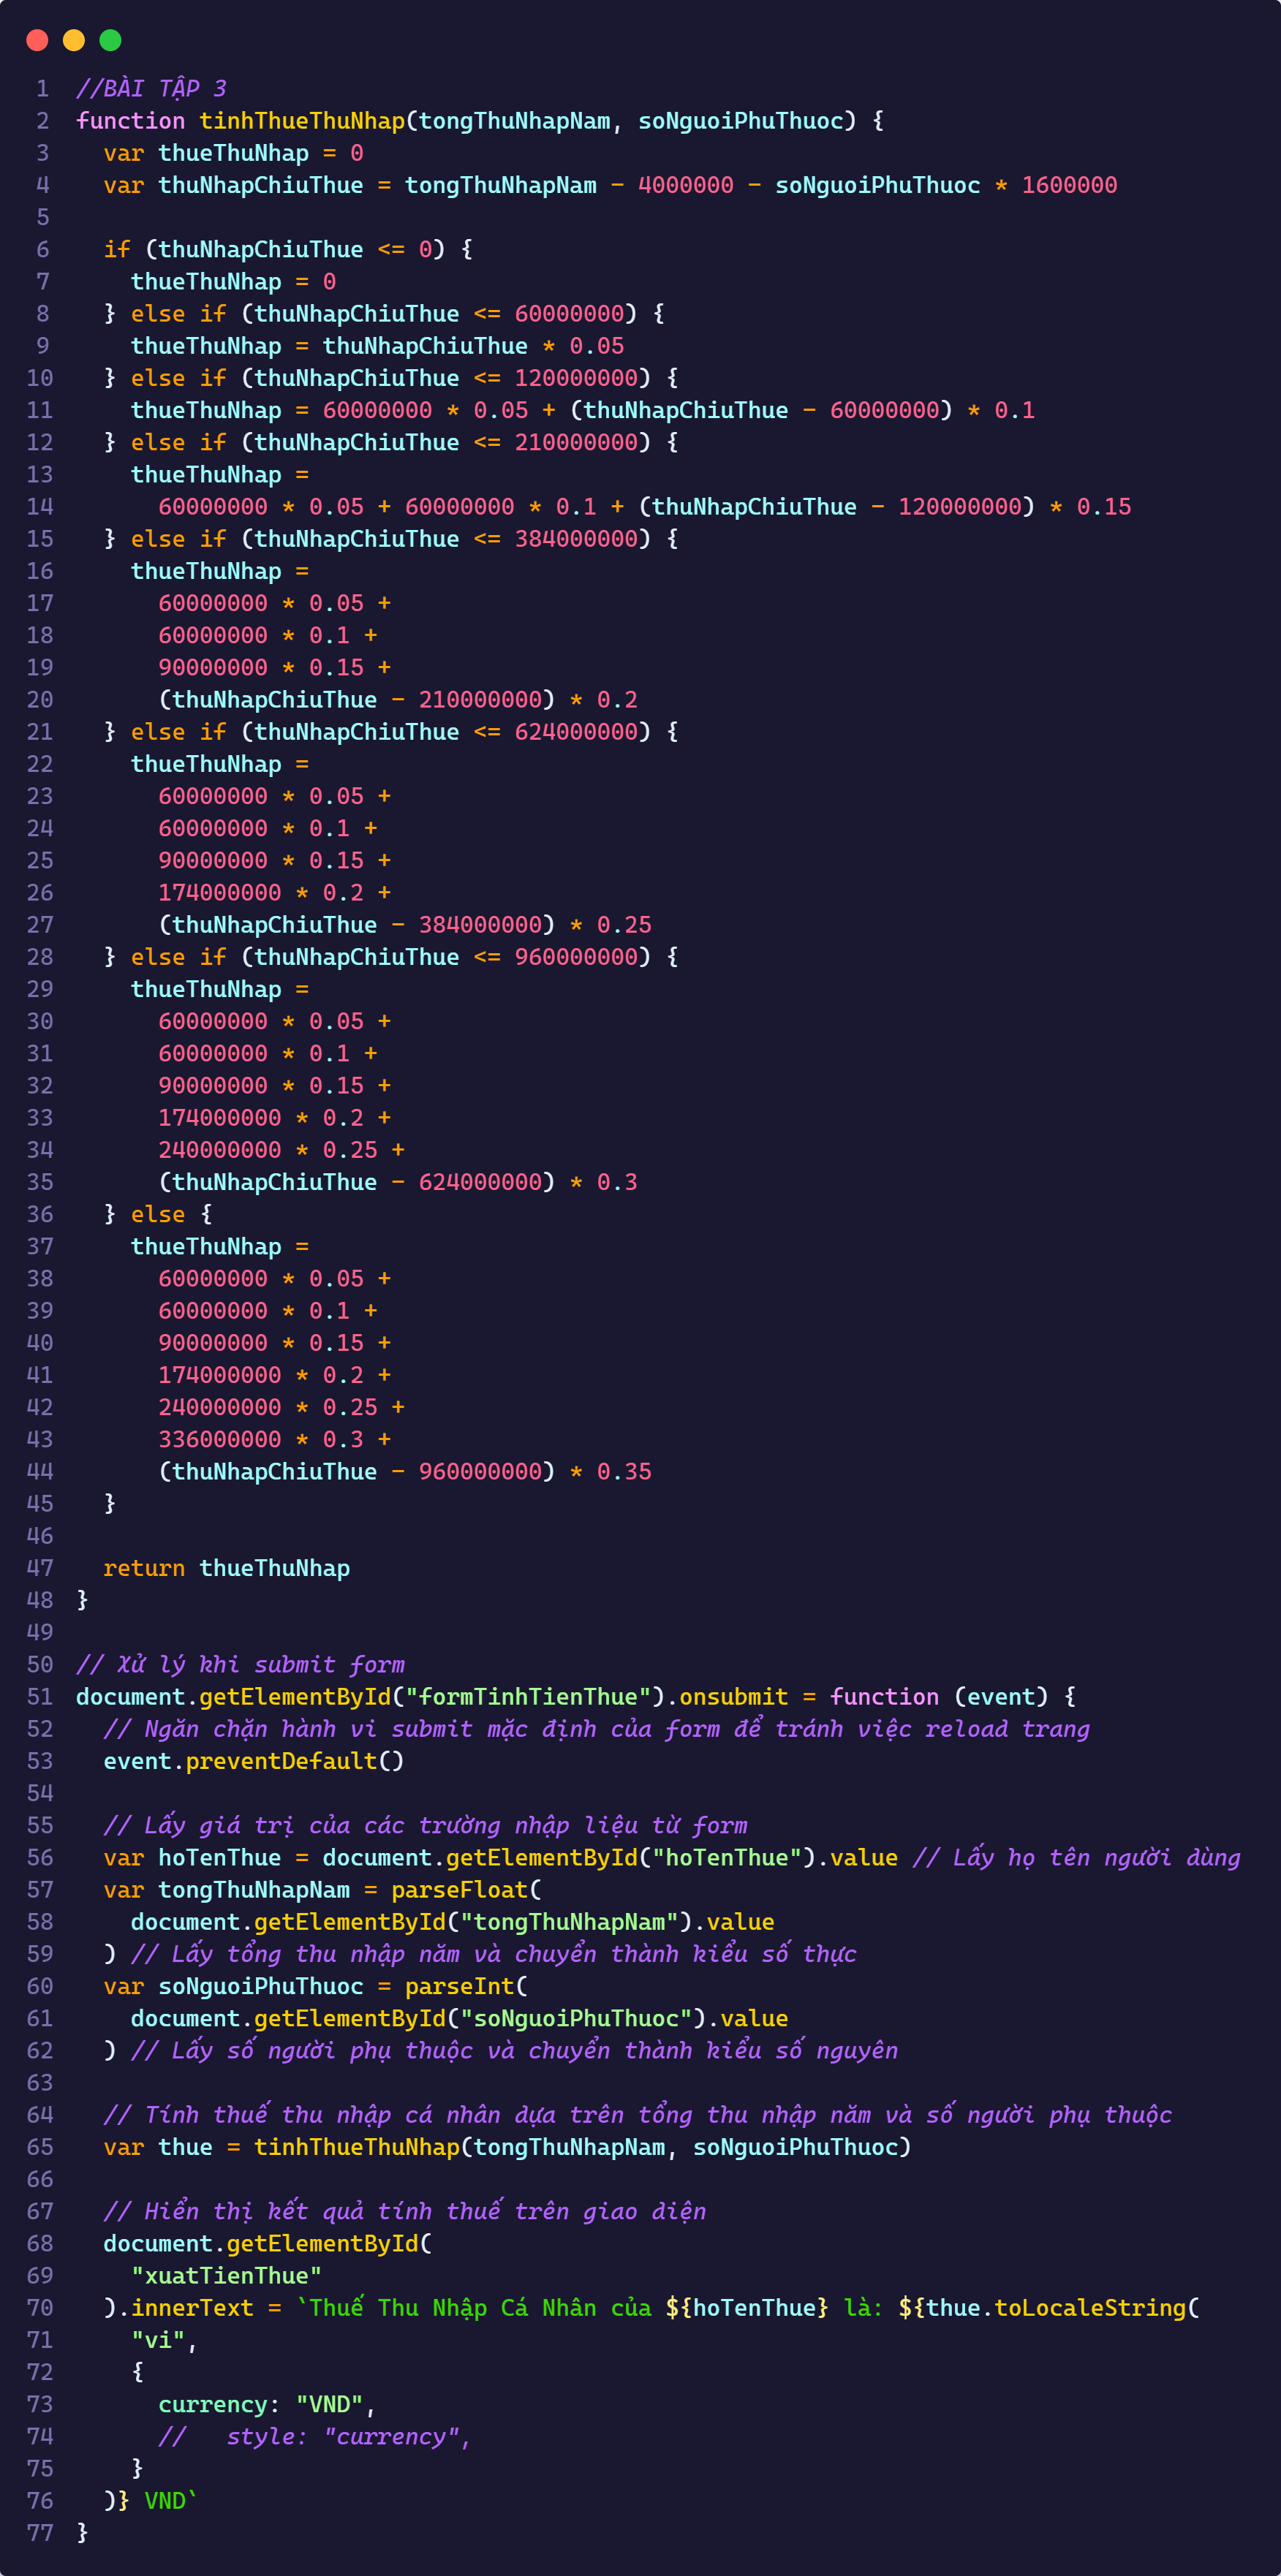 1 //BÀI TẬP 3
2 function tinhThueThuNhap(tongThuNhapNam, soNguoiPhuThuoc) {
3   var thueThuNhap = 0
4   var thuNhapChiuThue = tongThuNhapNam - 4000000 - soNguoiPhuThuoc * 1600000
5
6   if (thuNhapChiuThue <= 0) {
7     thueThuNhap = 0
8   } else if (thuNhapChiuThue <= 60000000) {
9     thueThuNhap = thuNhapChiuThue * 0.05
10   } else if (thuNhapChiuThue <= 120000000) {
11     thueThuNhap = 60000000 * 0.05 + (thuNhapChiuThue - 60000000) * 0.1
12   } else if (thuNhapChiuThue <= 210000000) {
13     thueThuNhap =
14       60000000 * 0.05 + 60000000 * 0.1 + (thuNhapChiuThue - 120000000) * 0.15
15   } else if (thuNhapChiuThue <= 384000000) {
16     thueThuNhap =
17       60000000 * 0.05 +
18       60000000 * 0.1 +
19       90000000 * 0.15 +
20       (thuNhapChiuThue - 210000000) * 0.2
21   } else if (thuNhapChiuThue <= 624000000) {
22     thueThuNhap =
23       60000000 * 0.05 +
24       60000000 * 0.1 +
25       90000000 * 0.15 +
26       174000000 * 0.2 +
27       (thuNhapChiuThue - 384000000) * 0.25
28   } else if (thuNhapChiuThue <= 960000000) {
29     thueThuNhap =
30       60000000 * 0.05 +
31       60000000 * 0.1 +
32       90000000 * 0.15 +
33       174000000 * 0.2 +
34       240000000 * 0.25 +
35       (thuNhapChiuThue - 624000000) * 0.3
36   } else {
37     thueThuNhap =
38       60000000 * 0.05 +
39       60000000 * 0.1 +
40       90000000 * 0.15 +
41       174000000 * 0.2 +
42       240000000 * 0.25 +
43       336000000 * 0.3 +
44       (thuNhapChiuThue - 960000000) * 0.35
45   }
46
47   return thueThuNhap
48 }
49
50 // Xử lý khi submit form
51 document.getElementById("formTinhTienThue").onsubmit = function (event) {
52   // Ngăn chặn hành vi submit mặc định của form để tránh việc reload trang
53   event.preventDefault()
54
55   // Lấy giá trị của các trường nhập liệu từ form
56   var hoTenThue = document.getElementById("hoTenThue").value // Lấy họ tên người dùng
57   var tongThuNhapNam = parseFloat(
58     document.getElementById("tongThuNhapNam").value
59   ) // Lấy tổng thu nhập năm và chuyển thành kiểu số thực
60   var soNguoiPhuThuoc = parseInt(
61     document.getElementById("soNguoiPhuThuoc").value
62   ) // Lấy số người phụ thuộc và chuyển thành kiểu số nguyên
63
64   // Tính thuế thu nhập cá nhân dựa trên tổng thu nhập năm và số người phụ thuộc
65   var thue = tinhThueThuNhap(tongThuNhapNam, soNguoiPhuThuoc)
66
67   // Hiển thị kết quả tính thuế trên giao diện
68   document.getElementById(
69     "xuatTienThue"
70   ).innerText = `Thuế Thu Nhập Cá Nhân của ${hoTenThue} là: ${thue.toLocaleString(
71     "vi",
72     {
73       currency: "VND",
74       //   style: "currency",
75     }
76   )} VND`
77 }